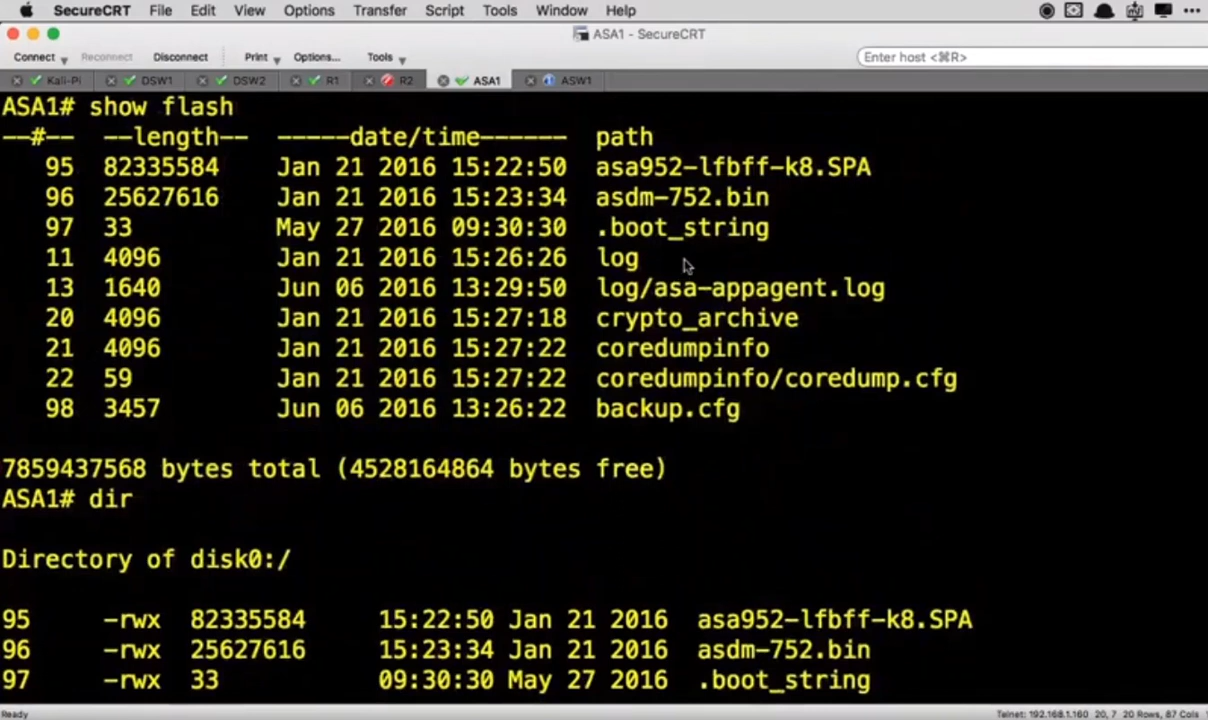 SecureCRT File Edit View Options Transfer Script Tools Window Help
ASA1 - SecureCRT
Connect Reconnect Disconnect Print Options... Tools Enter host <⌘R>
Kali-Pi DSW1 DSW2 R1 R2 ASA1 ASW1
ASA1# show flash
--#-- --length-- -----date/time------ path
95 82335584 Jan 21 2016 15:22:50 asa952-lfbff-k8.SPA
96 25627616 Jan 21 2016 15:23:34 asdm-752.bin
97 33 May 27 2016 09:30:30 .boot_string
11 4096 Jan 21 2016 15:26:26 log
13 1640 Jun 06 2016 13:29:50 log/asa-appagent.log
20 4096 Jan 21 2016 15:27:18 crypto_archive
21 4096 Jan 21 2016 15:27:22 coredumpinfo
22 59 Jan 21 2016 15:27:22 coredumpinfo/coredump.cfg
98 3457 Jun 06 2016 13:26:22 backup.cfg
7859437568 bytes total (4528164864 bytes free)
ASA1# dir
Directory of disk0:/
95 -rwx 82335584 15:22:50 Jan 21 2016 asa952-lfbff-k8.SPA
96 -rwx 25627616 15:23:34 Jan 21 2016 asdm-752.bin
97 -rwx 33 09:30:30 May 27 2016 .boot_string
Ready Telnet: 192.168.1.160 20, 7 20 Rows, 87 Cols